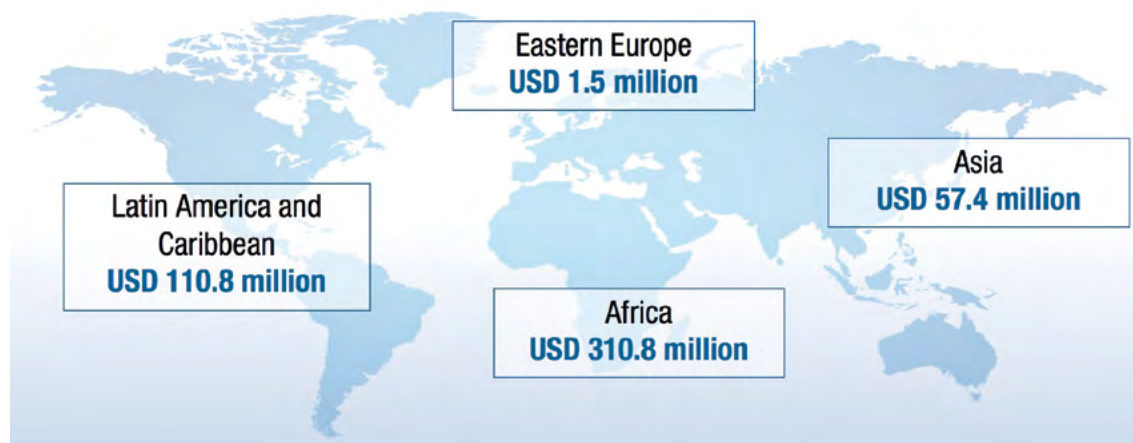 Eastern Europe
USD 1.5 million
Asia
USD 57.4 million
Latin America and
Caribbean
USD 110.8 million
Africa
USD 310.8 million